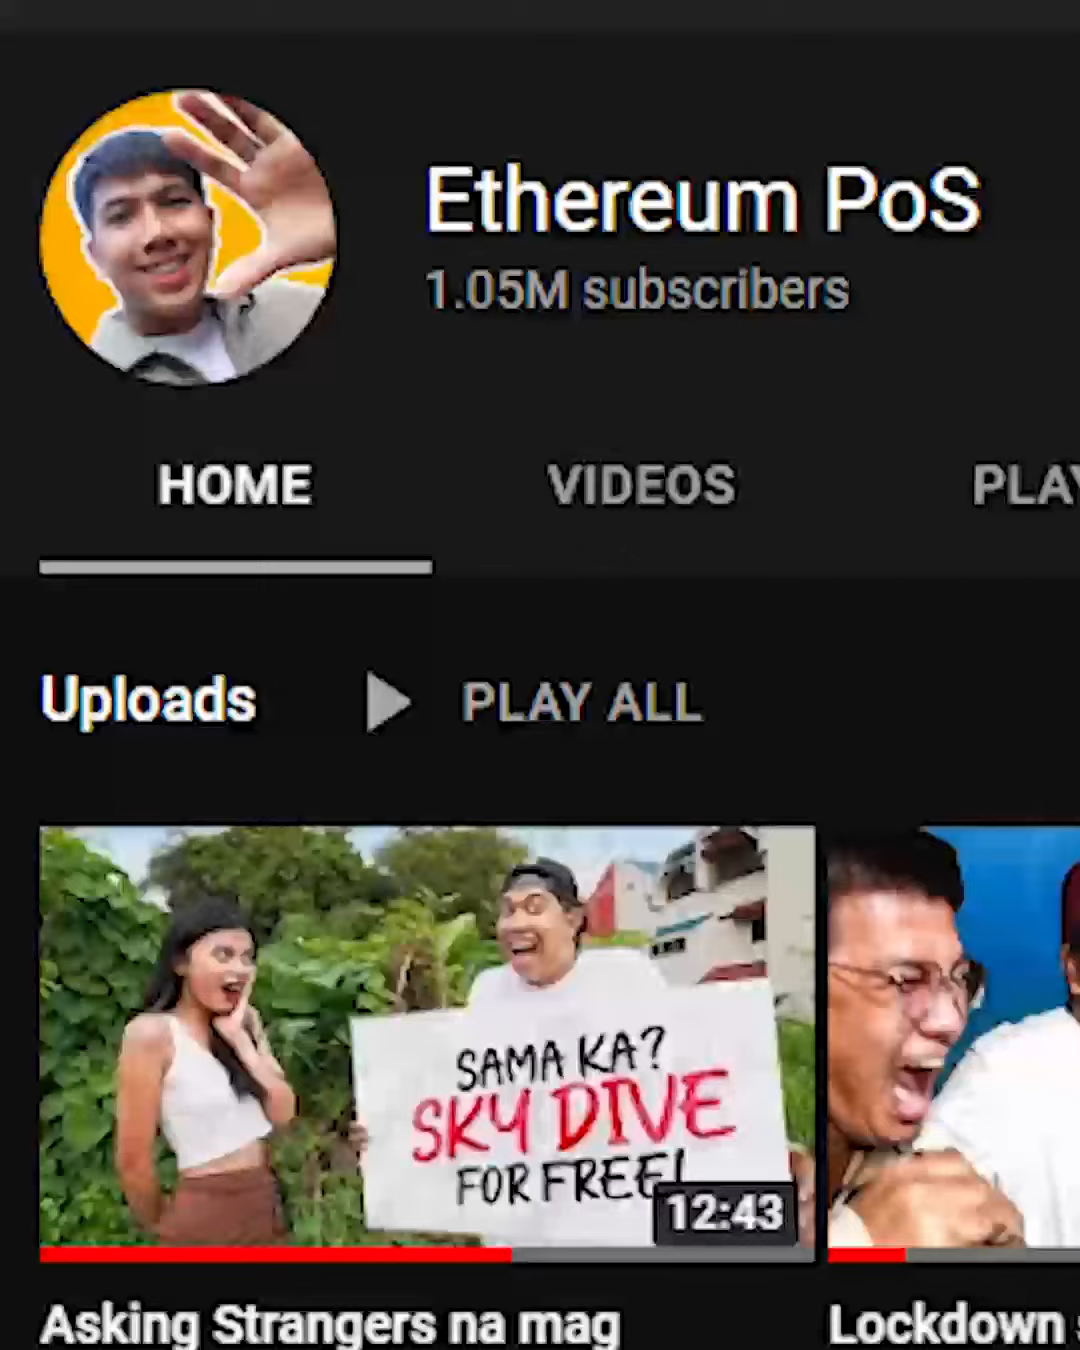 Ethereum PoS
1.05M subscribers
HOME VIDEOS PLAY
Uploads PLAY ALL
SAMA KA?
SKY DIVE
FOR FREE!
12:43
Asking Strangers na mag Lockdown